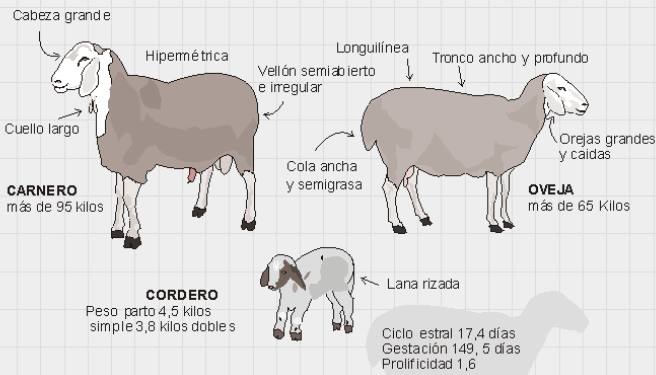 Cabeza grande
Hipermétrica
Vellón semiabierto
e irregular
Cuello largo
CARNERO
más de 95 kilos
Longuilínea
Tronco ancho y profundo
Orejas grandes
y caidas
Cola ancha
y semigrasa
OVEJA
más de 65 Kilos
CORDERO
Peso parto 4,5 kilos
simple 3,8 kilos dobles
Lana rizada
Ciclo estral 17,4 días
Gestación 149, 5 días
Prolificidad 1,6